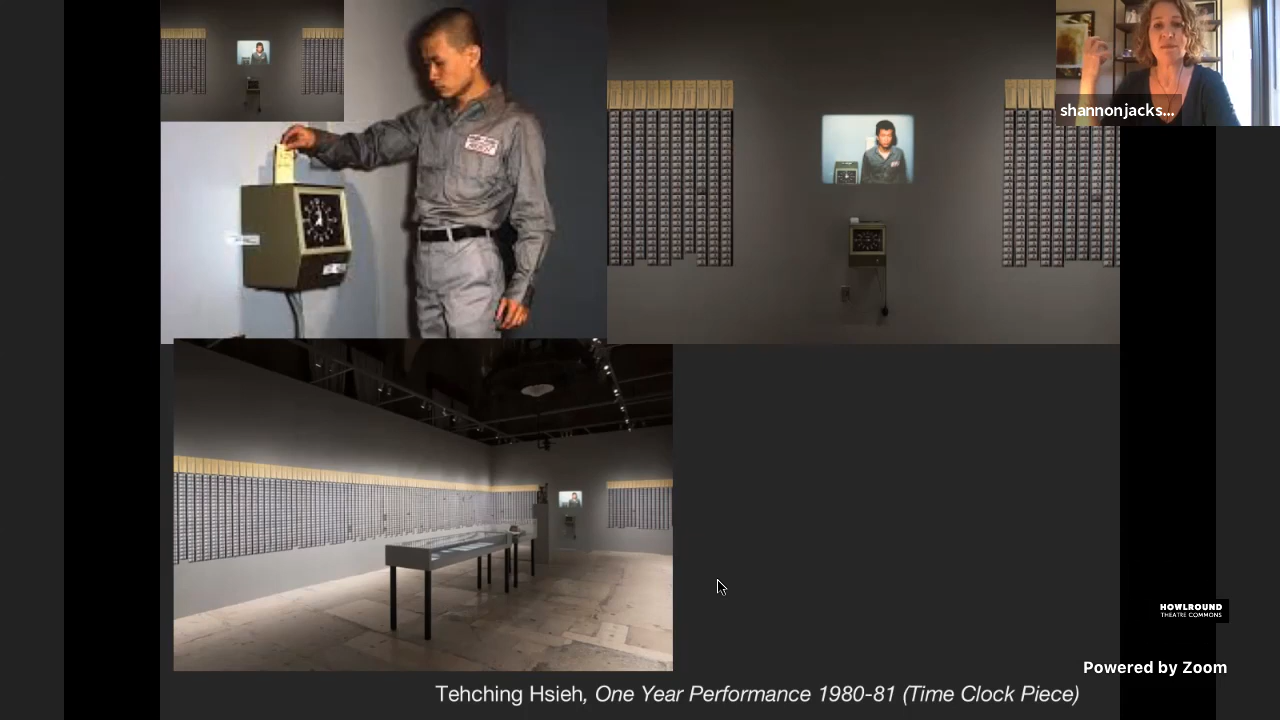 shannonjacks...
HOWLROUND
THEATRE COMMONS
Powered by Zoom
Tehching Hsieh, One Year Performance 1980-81 (Time Clock Piece)